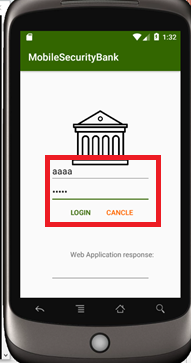 1:32
MobileSecurityBank
aaaa
•••••
LOGIN CANCLE
Web Application response: